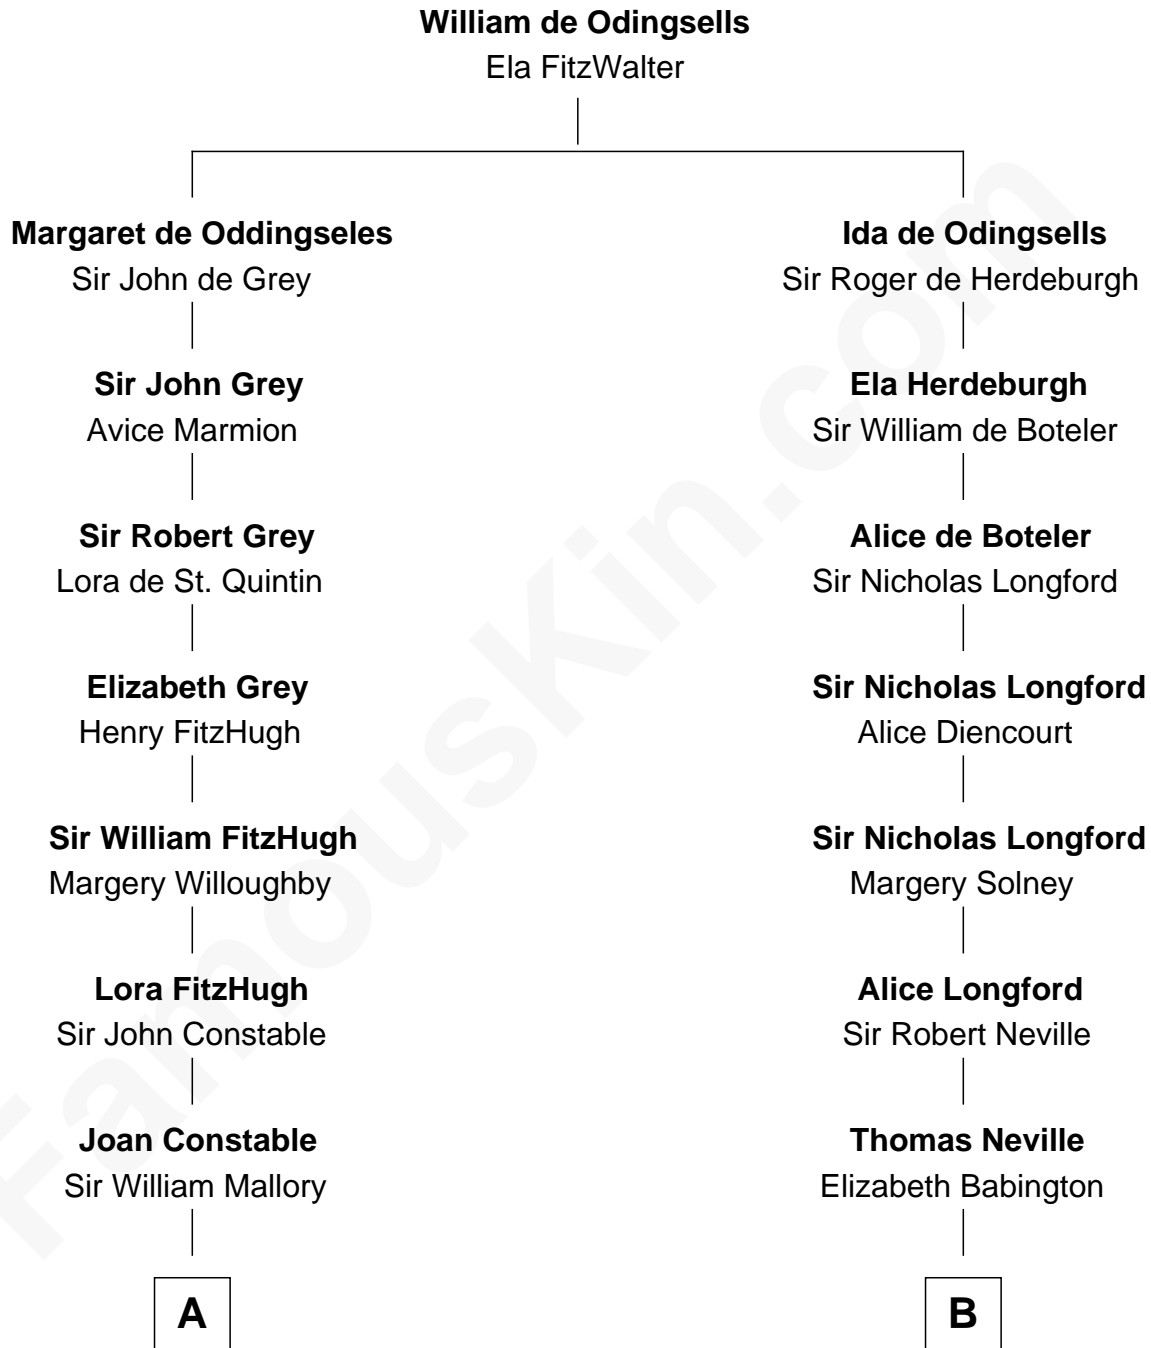 William de Odingsells
Ela FitzWalter
Margaret de Oddingseles
Sir John de Grey
Ida de Odingsells
Sir Roger de Herdeburgh
Sir John Grey
Avice Marmion
Ela Herdeburgh
Sir William de Boteler
Sir Robert Grey
Lora de St. Quintin
Alice de Boteler
Sir Nicholas Longford
Elizabeth Grey
Henry FitzHugh
Sir Nicholas Longford
Alice Diencourt
Sir William FitzHugh
Margery Willoughby
Sir Nicholas Longford
Margery Solney
Lora FitzHugh
Sir John Constable
Alice Longford
Sir Robert Neville
Joan Constable
Sir William Mallory
Thomas Neville
Elizabeth Babington
A
B
FamousKin.com